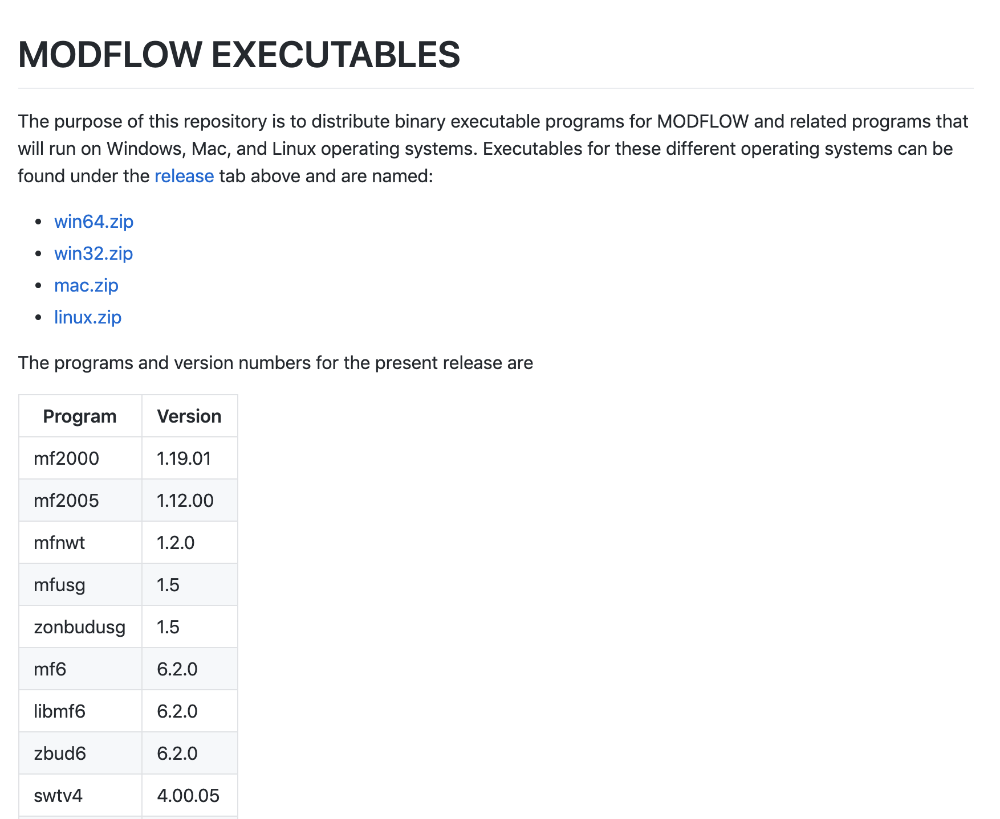 MODFLOW EXECUTABLES
The purpose of this repository is to distribute binary executable programs for MODFLOW and related programs that
will run on Windows, Mac, and Linux operating systems. Executables for these different operating systems can be
found under the release tab above and are named:
• win64.zip
• win32.zip
• mac.zip
• linux.zip
The programs and version numbers for the present release are
Program Version
mf2000 1.19.01
mf2005 1.12.00
mfnwt 1.2.0
mfusg 1.5
zonbudusg 1.5
mf6 6.2.0
libmf6 6.2.0
zbud6 6.2.0
swtv4 4.00.05